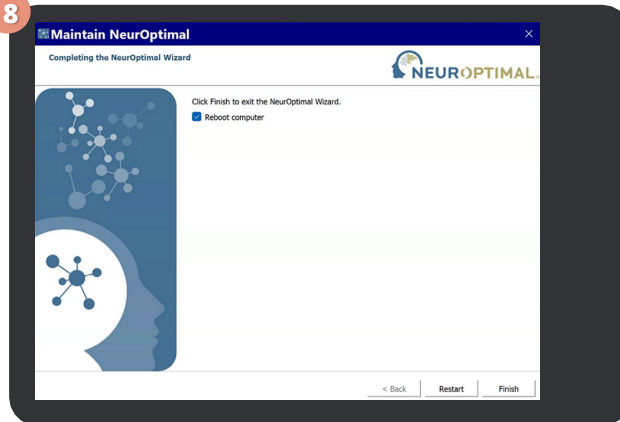 8
Maintain NeurOptimal
Completing the NeurOptimal Wizard
NEUROPTIMAL®
Click Finish to exit the NeurOptimal Wizard.
Reboot computer
< Back
Restart
Finish